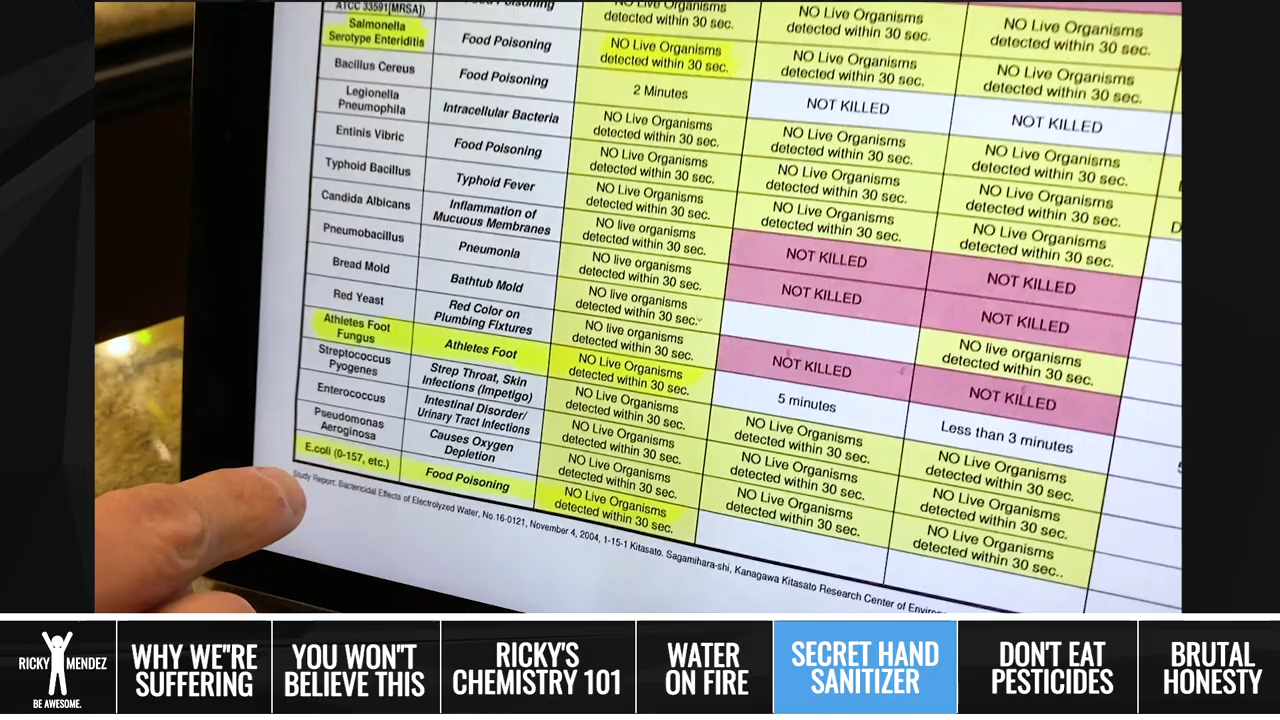 ATCC 33591[MRSA])
Food Poisoning
NO Live Organisms
detected within 30 sec.
NO Live Organisms
detected within 30 sec.
NO Live Organisms
detected within 30 sec.
Salmonella
Serotype Enteriditis
Food Poisoning
NO Live Organisms
detected within 30 sec.
NO Live Organisms
detected within 30 sec.
NO Live Organisms
detected within 30 sec.
Bacillus Cereus
Food Poisoning
2 Minutes
NOT KILLED
NOT KILLED
Legionella
Pneumophila
Intracellular Bacteria
NO Live Organisms
detected within 30 sec.
NO Live Organisms
detected within 30 sec.
NO Live Organisms
detected within 30 sec.
Entinis Vibric
Food Poisoning
NO Live Organisms
detected within 30 sec.
NO Live Organisms
detected within 30 sec.
NO Live Organisms
detected within 30 sec.
Typhoid Bacillus
Typhoid Fever
NO Live Organisms
detected within 30 sec.
NO Live Organisms
detected within 30 sec.
NO Live Organisms
detected within 30 sec.
Candida Albicans
Inflammation of
Mucuous Membranes
NO live organisms
detected within 30 sec.
NOT KILLED
NOT KILLED
Pneumobacillus
Pneumonia
NO live organisms
detected within 30 sec.
NOT KILLED
NOT KILLED
Bread Mold
Bathtub Mold
NO live organisms
detected within 30 sec.
NO live organisms
detected within 30 sec.
Red Yeast
Red Color on
Plumbing Fixtures
NO live organisms
detected within 30 sec.
NOT KILLED
NOT KILLED
Athletes Foot
Fungus
Athletes Foot
NO Live Organisms
detected within 30 sec.
5 minutes
Less than 3 minutes
Streptococcus
Pyogenes
Strep Throat, Skin
Infections (Impetigo)
NO Live Organisms
detected within 30 sec.
NO Live Organisms
detected within 30 sec.
NO Live Organisms
detected within 30 sec.
Enterococcus
Intestinal Disorder/
Urinary Tract Infections
NO Live Organisms
detected within 30 sec.
NO Live Organisms
detected within 30 sec.
NO Live Organisms
detected within 30 sec.
Pseudomonas
Aeroginosa
Causes Oxygen
Depletion
NO Live Organisms
detected within 30 sec.
NO Live Organisms
detected within 30 sec.
NO Live Organisms
detected within 30 sec..
E.coli (0-157, etc.)
Food Poisoning
NO Live Organisms
detected within 30 sec.
Study Report: Bactericidal Effects of Electrolyzed Water, No.16-0121, November 4, 2004, 1-15-1 Kitasato. Sagamihara-shi, Kanagawa Kitasato Research Center of
RICKY MENDEZ
BE AWESOME.
WHY WE"RE
SUFFERING
YOU WON"T
BELIEVE THIS
RICKY'S
CHEMISTRY 101
WATER
ON FIRE
SECRET HAND
SANITIZER
DON'T EAT
PESTICIDES
BRUTAL
HONESTY